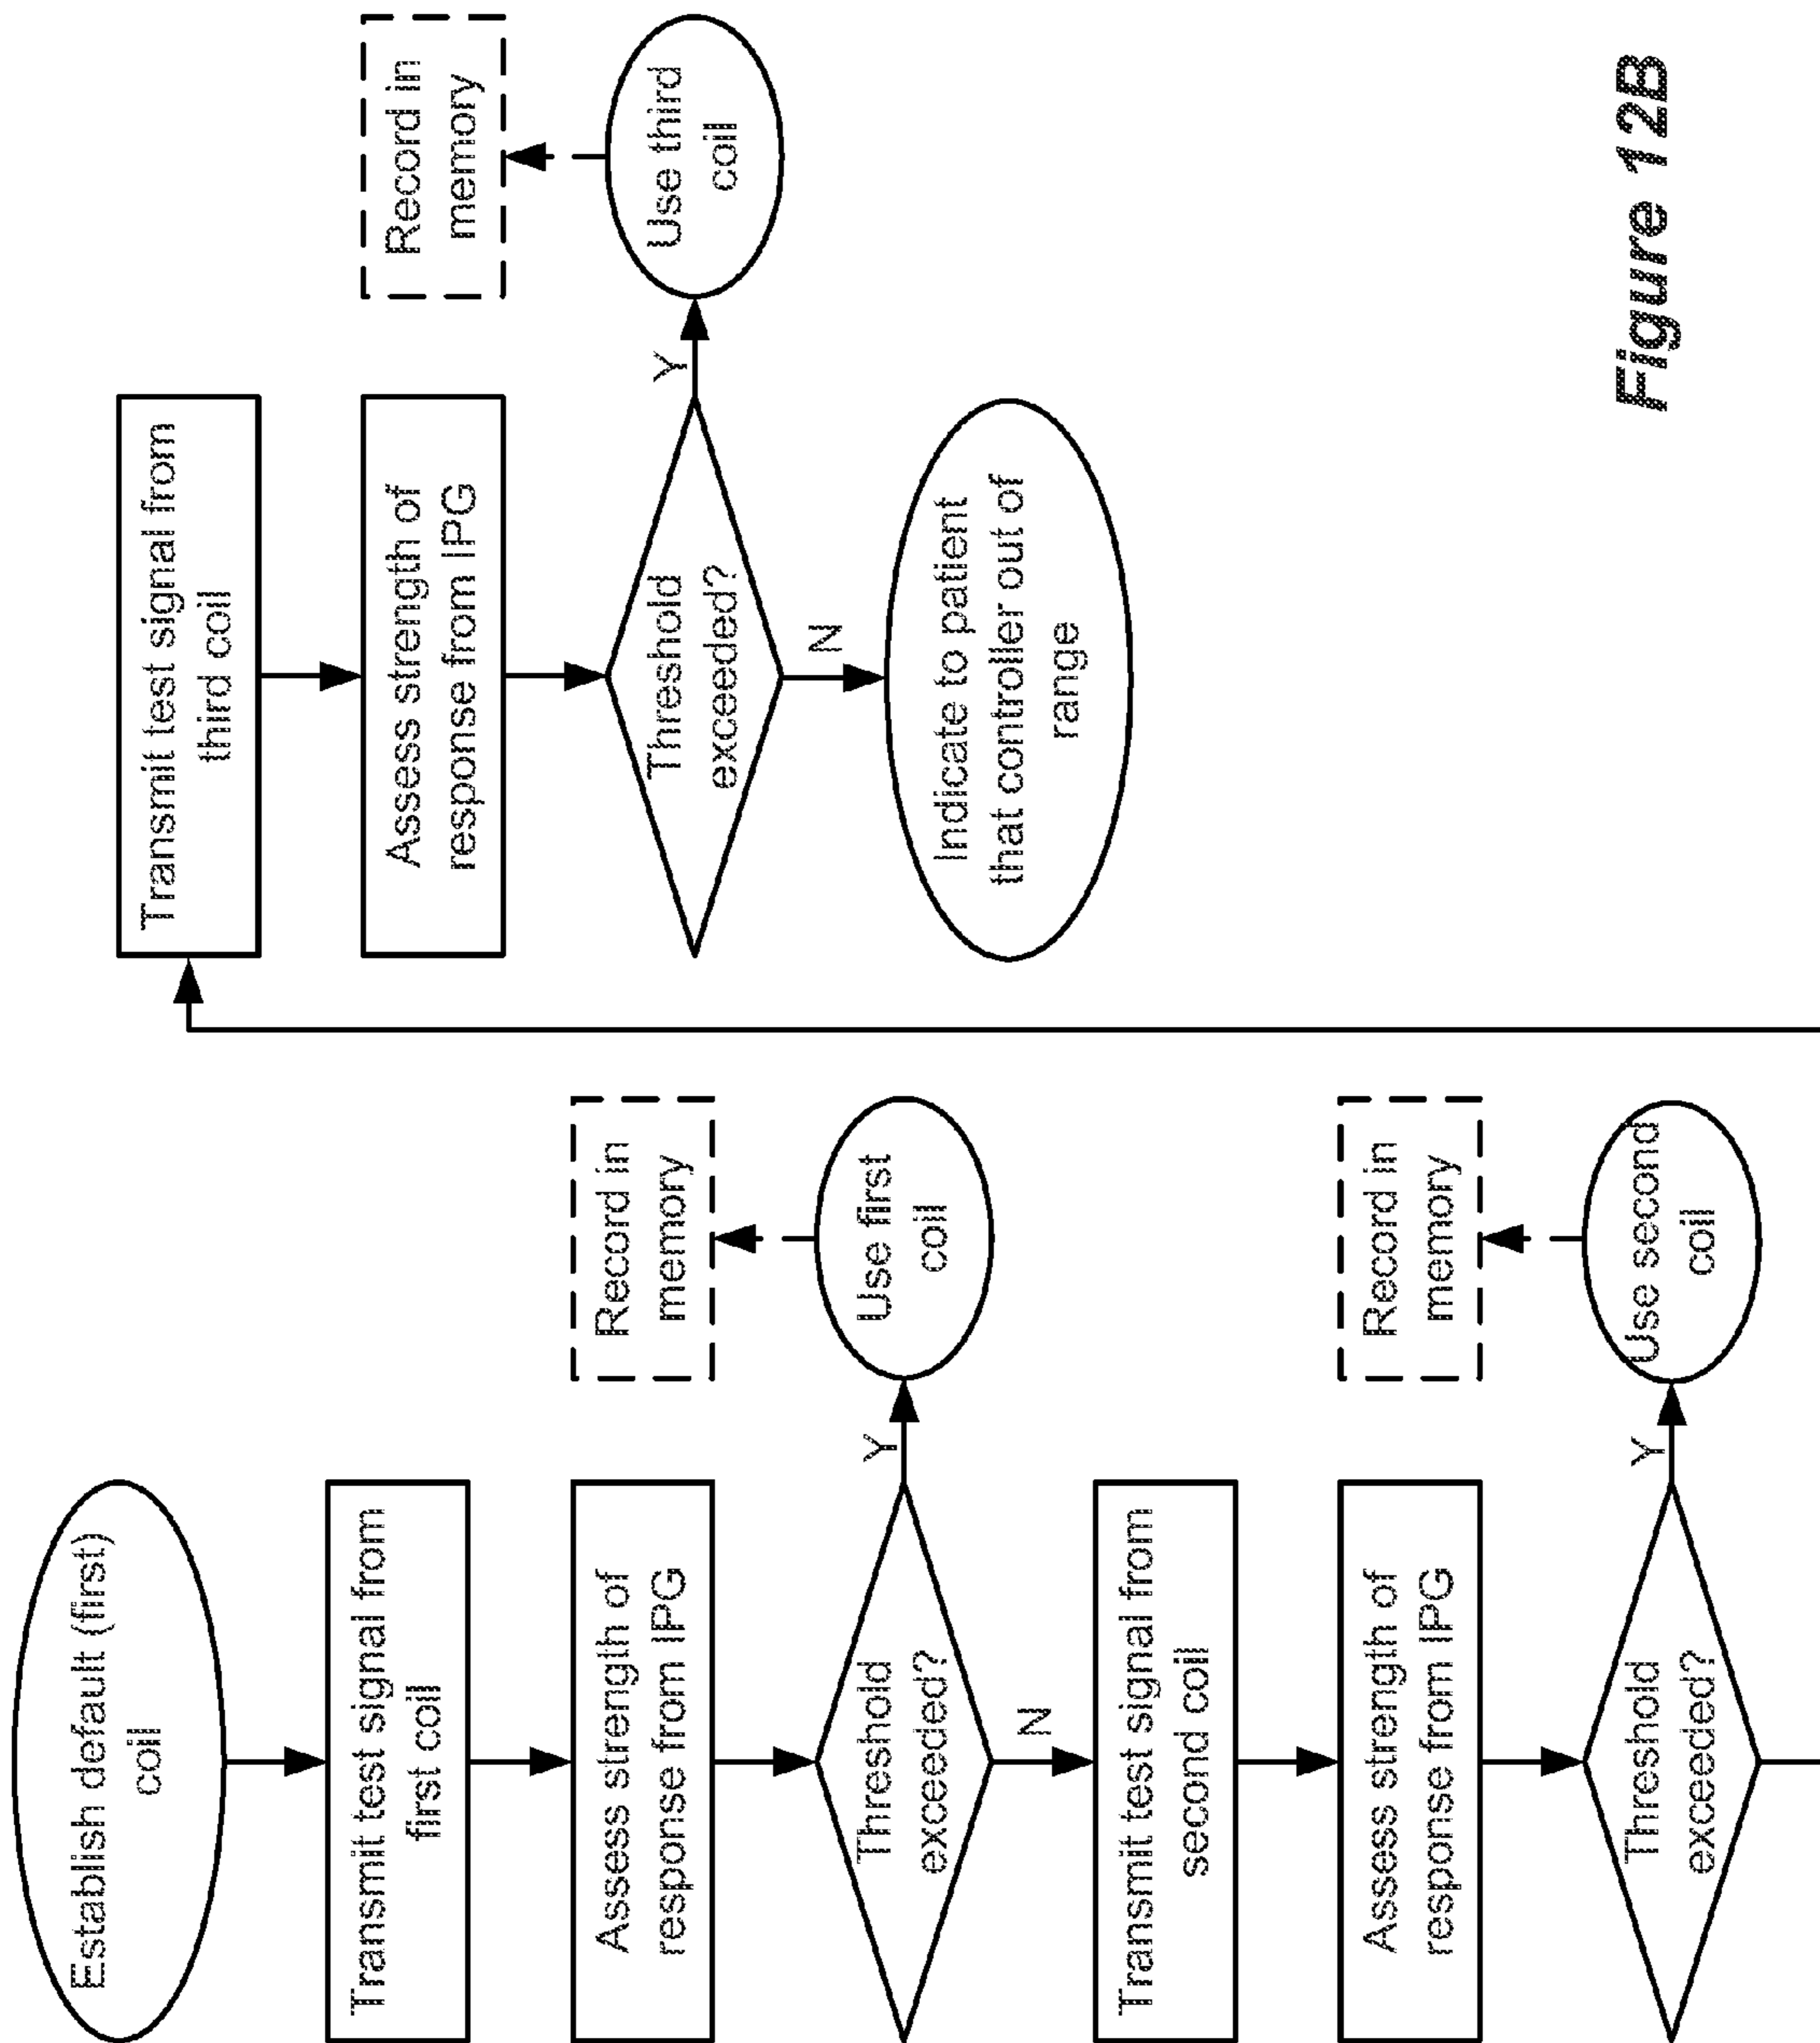 Establish default (first)
coil
Transmit test signal from
first coil
Assess strength of
response from IPG
Threshold
exceeded?
Y
Use first
coil
Record in
memory
N
Transmit test signal from
second coil
Assess strength of
response from IPG
Threshold
exceeded?
Y
Use second
coil
Record in
memory
Transmit test signal from
third coil
Assess strength of
response from IPG
Threshold
exceeded?
Y
Use third
coil
Record in
memory
N
Indicate to patient
that controller out of
range
Figure 12B